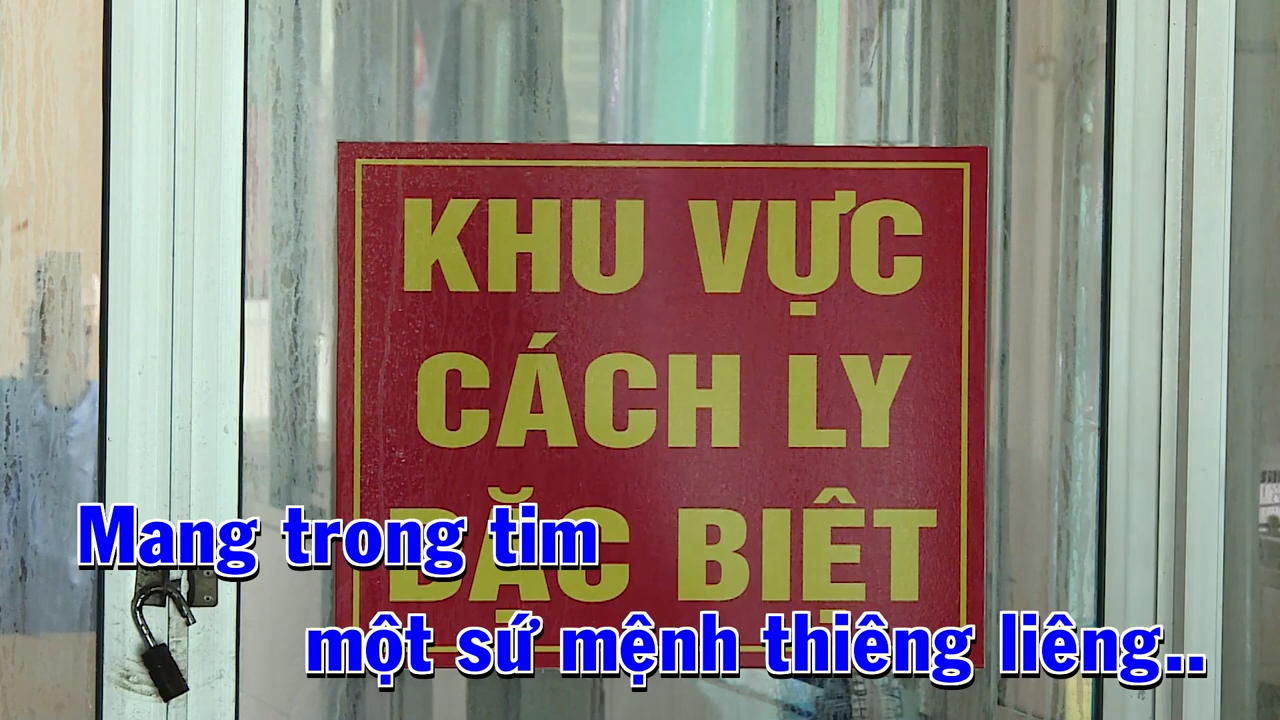 KHU VỰC
CÁCH LY
ĐẶC BIỆT
Mang trong tim
một sứ mệnh thiêng liêng..